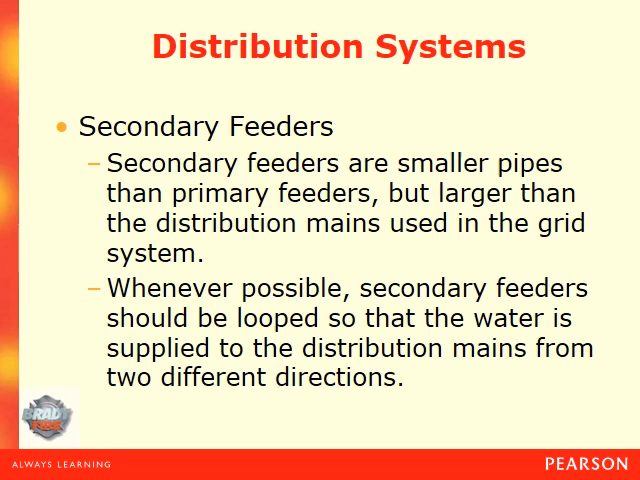 Distribution Systems
• Secondary Feeders
– Secondary feeders are smaller pipes
than primary feeders, but larger than
the distribution mains used in the grid
system.
– Whenever possible, secondary feeders
should be looped so that the water is
supplied to the distribution mains from
two different directions.
BRADY
FIRE
ALWAYS LEARNING
PEARSON